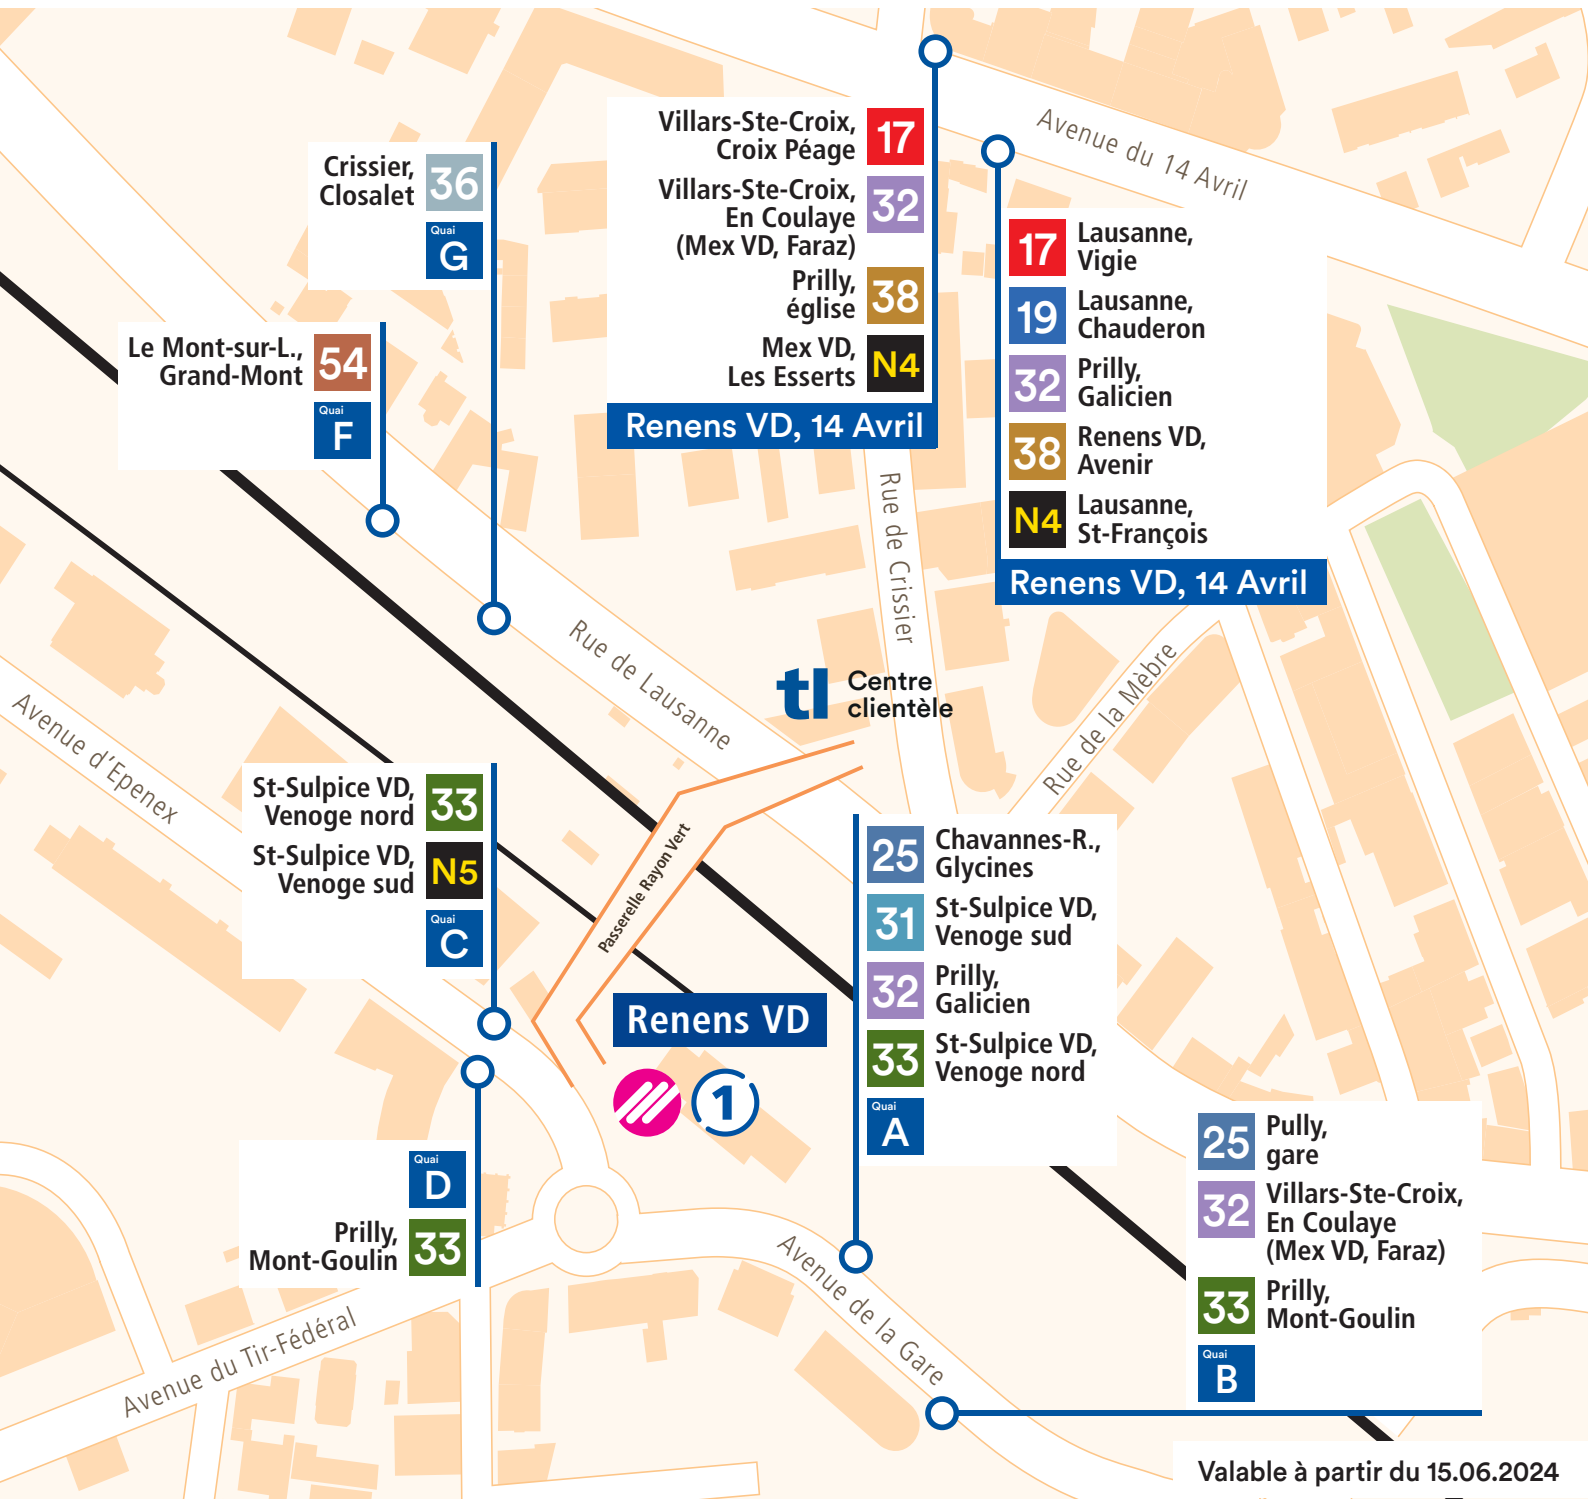 Avenue du 14 Avril
Villars-Ste-Croix,
Croix Péage
17
Villars-Ste-Croix,
En Coulaye
(Mex VD, Faraz)
32
Prilly,
église
38
Mex VD,
Les Esserts
N4
Renens VD, 14 Avril
Crissier,
Closalet
36
Quai
G
17
Lausanne,
Vigie
19
Lausanne,
Chauderon
32
Prilly,
Galicien
38
Renens VD,
Avenir
N4
Lausanne,
St-François
Renens VD, 14 Avril
Le Mont-sur-L.,
Grand-Mont
54
Quai
F
Rue de Crissier
Rue de Lausanne
Rue de la Mèbre
tl
Centre
clientèle
Avenue d'Epenex
St-Sulpice VD,
Venoge nord
33
St-Sulpice VD,
Venoge sud
N5
Quai
C
Passerelle Rayon Vert
Renens VD
1
25
Chavannes-R.,
Glycines
31
St-Sulpice VD,
Venoge sud
32
Prilly,
Galicien
33
St-Sulpice VD,
Venoge nord
Quai
A
Quai
D
Prilly,
Mont-Goulin
33
25
Pully,
gare
32
Villars-Ste-Croix,
En Coulaye
(Mex VD, Faraz)
33
Prilly,
Mont-Goulin
Quai
B
Avenue de la Gare
Avenue du Tir-Fédéral
Valable à partir du 15.06.2024